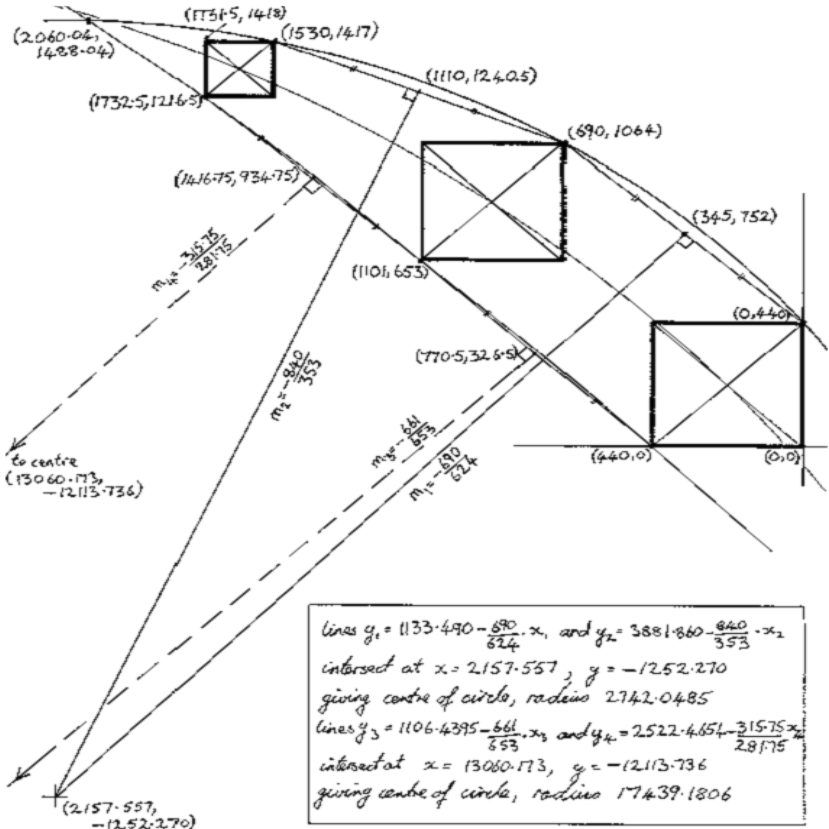 (1731·5, 1418)
(1530, 1417)
(2060·04,
1488·04)
(1110, 1240·5)
(1732·5, 1216·5)
(690, 1064)
(1416·75, 934·75)
(345, 752)
m₄=-315·75/281·75
(1101, 653)
(0, 440)
(770·5, 326·5)
m₂=-840/353
m₃=-661/653
m₁=-690/624
(440, 0)
(0, 0)
to centre
(13060·173,
-12113·736)
lines y₁ = 1133·490 - 690/624 · x₁ and y₂ = 3881·860 - 840/353 · x₂
intersect at x = 2157·557, y = -1252·270
giving centre of circle, radius 2742·0485
lines y₃ = 1106·4395 - 661/653 · x₃ and y₄ = 2522·4651 - 315·75/281·75 x₄
intersect at x = 13060·173, y = -12113·736
giving centre of circle, radius 17439·1806
(2157·557,
-1252·270)